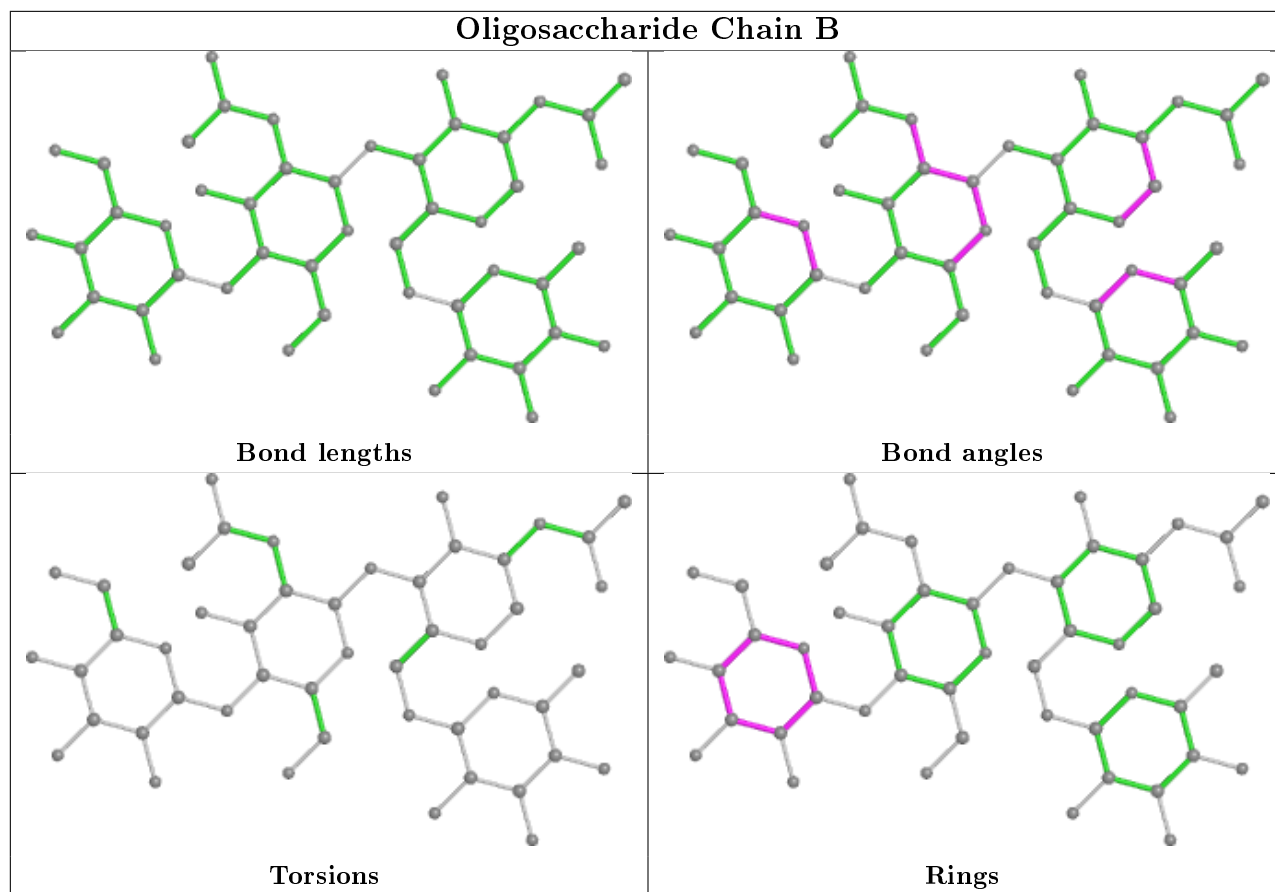 Oligosaccharide Chain B
Bond lengths
Bond angles
Torsions
Rings